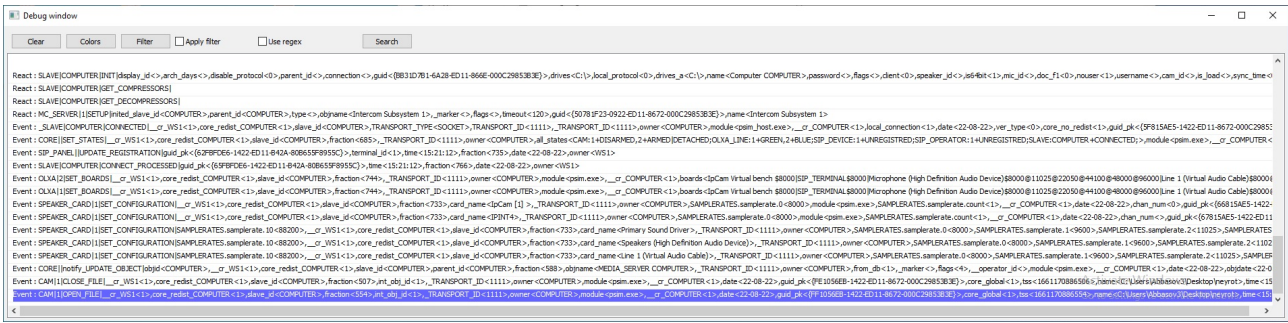 Debug window
Clear Colors Filter Apply filter Use regex Search
React : SLAVE|COMPUTER|INIT|display_id<>,arch_days<>,disable_protocol<0>,parent_id<>,connection<>,guid<{BB31D7B1-6A28-ED11-866E-000C29853B3E}>,drives<C:\>,local_protocol<0>,drives_a<C:\>,name<Computer COMPUTER>,password<>,flags<>,client<0>,speaker_id<>,is64bit<1>,mic_id<>,doc_f1<0>,nouser<1>,username<>,cam_id<>,is_load<>,sync_time<
React : SLAVE|COMPUTER|GET_COMPRESSORS|
React : SLAVE|COMPUTER|GET_DECOMPRESSORS|
React : MC_SERVER|1|SETUP|inited_slave_id<COMPUTER>,parent_id<COMPUTER>,type<>,objname<Intercom Subsystem 1>,_marker<>,flags<>,timeout<120>,guid<{50781F23-0922-ED11-8672-000C29853B3E}>,name<Intercom Subsystem 1>
Event : _SLAVE|COMPUTER|CONNECTED|__cr_WS1<1>,core_redist_COMPUTER<1>,slave_id<COMPUTER>,TRANSPORT_TYPE<SOCKET>,TRANSPORT_ID<1111>,_TRANSPORT_ID<1111>,owner<COMPUTER>,module<psim_host.exe>,__cr_COMPUTER<1>,local_connection<1>,date<22-08-22>,ver_type<0>,core_no_redist<1>,guid_pk<{5F815AE5-1422-ED11-8672-000C29853
Event : CORE||SET_STATES|__cr_WS1<1>,core_redist_COMPUTER<1>,slave_id<COMPUTER>,fraction<685>,_TRANSPORT_ID<1111>,owner<COMPUTER>,all_states<CAM:1+DISARMED,2+ARMED|DETACHED;OLXA_LINE:1+GREEN,2+BLUE;SIP_DEVICE:1+UNREGISTERED;SIP_OPERATOR:1+UNREGISTERED;SLAVE:COMPUTER+CONNECTED;>,module<psim.exe>,__cr_COMPUTER<
Event : SIP_PANEL||UPDATE_REGISTRATION|guid_pk<{62FBFDE6-1422-ED11-B42A-80B655F8955C}>,terminal_id<1>,time<15:21:12>,fraction<735>,date<22-08-22>,owner<WS1>
Event : SLAVE|COMPUTER|CONNECT_PROCESSED|guid_pk<{65FBFDE6-1422-ED11-B42A-80B655F8955C}>,time<15:21:12>,fraction<766>,date<22-08-22>,owner<WS1>
Event : OLXA|1|SET_BOARDS|__cr_WS1<1>,core_redist_COMPUTER<1>,slave_id<COMPUTER>,fraction<744>,_TRANSPORT_ID<1111>,owner<COMPUTER>,module<psim.exe>,__cr_COMPUTER<1>,boards<IpCam Virtual bench $8000|SIP_TERMINAL$8000|Microphone (High Definition Audio Device)$8000@11025@22050@44100@48000@96000|Line 1 (Virtual Audio Cable)$8000@
Event : OLXA|2|SET_BOARDS|__cr_WS1<1>,core_redist_COMPUTER<1>,slave_id<COMPUTER>,fraction<744>,_TRANSPORT_ID<1111>,owner<COMPUTER>,module<psim.exe>,__cr_COMPUTER<1>,boards<IpCam Virtual bench $8000|SIP_TERMINAL$8000|Microphone (High Definition Audio Device)$8000@11025@22050@44100@48000@96000|Line 1 (Virtual Audio Cable)$8000@
Event : SPEAKER_CARD|1|SET_CONFIGURATION|__cr_WS1<1>,core_redist_COMPUTER<1>,slave_id<COMPUTER>,fraction<733>,card_name<IpCam [1] >,_TRANSPORT_ID<1111>,owner<COMPUTER>,SAMPLERATES.samplerate.0<8000>,module<psim.exe>,SAMPLERATES.samplerate.count<1>,__cr_COMPUTER<1>,date<22-08-22>,chan_num<0>,guid_pk<{66815AE5-1422-
Event : SPEAKER_CARD|1|SET_CONFIGURATION|__cr_WS1<1>,core_redist_COMPUTER<1>,slave_id<COMPUTER>,fraction<733>,card_name<IPINT4>,_TRANSPORT_ID<1111>,owner<COMPUTER>,SAMPLERATES.samplerate.0<8000>,module<psim.exe>,SAMPLERATES.samplerate.count<1>,__cr_COMPUTER<1>,date<22-08-22>,chan_num<>,guid_pk<{67815AE5-1422-ED11
Event : SPEAKER_CARD|1|SET_CONFIGURATION|SAMPLERATES.samplerate.10<88200>,__cr_WS1<1>,core_redist_COMPUTER<1>,slave_id<COMPUTER>,fraction<733>,card_name<Primary Sound Driver>,_TRANSPORT_ID<1111>,owner<COMPUTER>,SAMPLERATES.samplerate.0<8000>,SAMPLERATES.samplerate.1<9600>,SAMPLERATES.samplerate.2<11025>,SAMPLERATES
Event : SPEAKER_CARD|1|SET_CONFIGURATION|SAMPLERATES.samplerate.10<88200>,__cr_WS1<1>,core_redist_COMPUTER<1>,slave_id<COMPUTER>,fraction<733>,card_name<Speakers (High Definition Audio Device)>,_TRANSPORT_ID<1111>,owner<COMPUTER>,SAMPLERATES.samplerate.0<8000>,SAMPLERATES.samplerate.1<9600>,SAMPLERATES.samplerate.2<1102
Event : SPEAKER_CARD|1|SET_CONFIGURATION|SAMPLERATES.samplerate.10<88200>,__cr_WS1<1>,core_redist_COMPUTER<1>,slave_id<COMPUTER>,fraction<733>,card_name<Line 1 (Virtual Audio Cable)>,_TRANSPORT_ID<1111>,owner<COMPUTER>,SAMPLERATES.samplerate.0<8000>,SAMPLERATES.samplerate.1<9600>,SAMPLERATES.samplerate.2<11025>,SAMPLER
Event : CORE||notify_UPDATE_OBJECT|objid<COMPUTER>,__cr_WS1<1>,core_redist_COMPUTER<1>,slave_id<COMPUTER>,parent_id<COMPUTER>,fraction<588>,objname<MEDIA_SERVER COMPUTER>,_TRANSPORT_ID<1111>,owner<COMPUTER>,from_db<1>,_marker<>,flags<4>,__operator_id<>,module<psim.exe>,__cr_COMPUTER<1>,date<22-08-22>,objdate<22-0
Event : CAM|1|CLOSE_FILE|__cr_WS1<1>,core_redist_COMPUTER<1>,slave_id<COMPUTER>,fraction<507>,int_obj_id<1>,_TRANSPORT_ID<1111>,owner<COMPUTER>,module<psim.exe>,__cr_COMPUTER<1>,date<22-08-22>,guid_pk<{FE1056EB-1422-ED11-8672-000C29853B3E}>,core_global<1>,tss<1661170886506>,name<C:\Users\Abbasov3\Desktop\neyrot>,time<15
Event : CAM|1|OPEN_FILE|__cr_WS1<1>,core_redist_COMPUTER<1>,slave_id<COMPUTER>,fraction<554>,int_obj_id<1>,_TRANSPORT_ID<1111>,owner<COMPUTER>,module<psim.exe>,__cr_COMPUTER<1>,date<22-08-22>,guid_pk<{FF1056EB-1422-ED11-8672-000C29853B3E}>,core_global<1>,tss<1661170886554>,name<C:\Users\Abbasov3\Desktop\neyrot>,time<15: